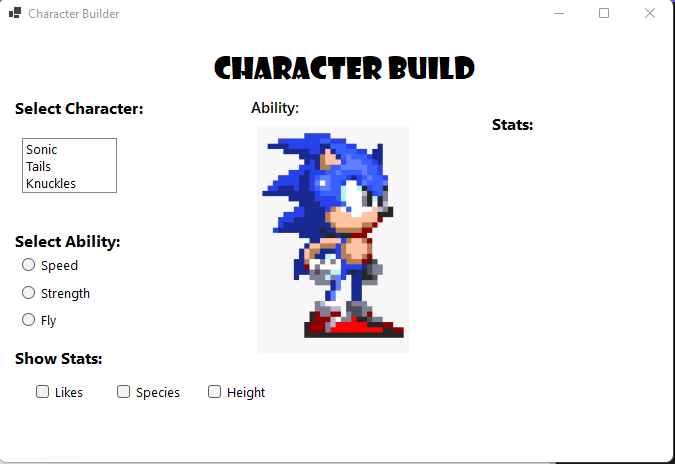 Character Builder
CHARACTER BUILD
Select Character:
Ability:
Stats:
Sonic
Tails
Knuckles
Select Ability:
Speed
Strength
Fly
Show Stats:
Likes Species Height